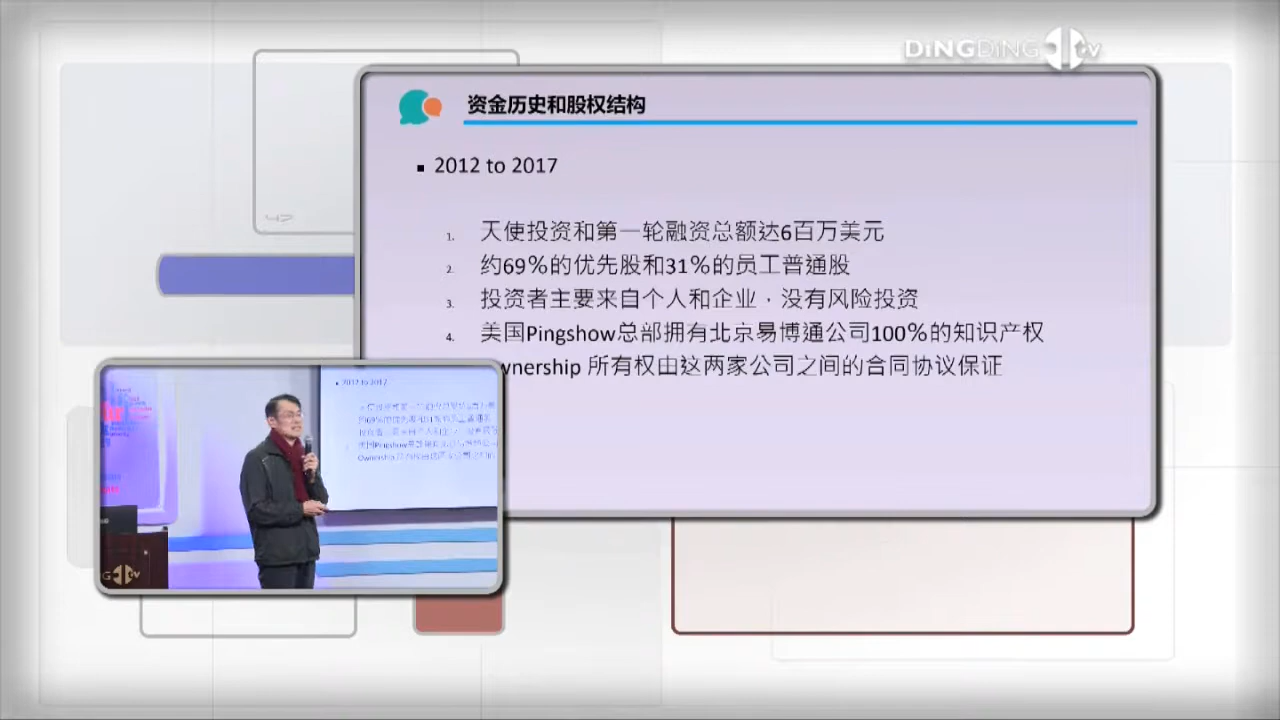 DiNGDiNG TV
资金历史和股权结构
▪ 2012 to 2017
1. 天使投资和第一轮融资总额达6百万美元
2. 约69%的优先股和31%的员工普通股
3. 投资者主要来自个人和企业，没有风险投资
4. 美国Pingshow总部拥有北京易博通公司100%的知识产权
wnership 所有权由这两家公司之间的合同协议保证
47
2012 to 2017